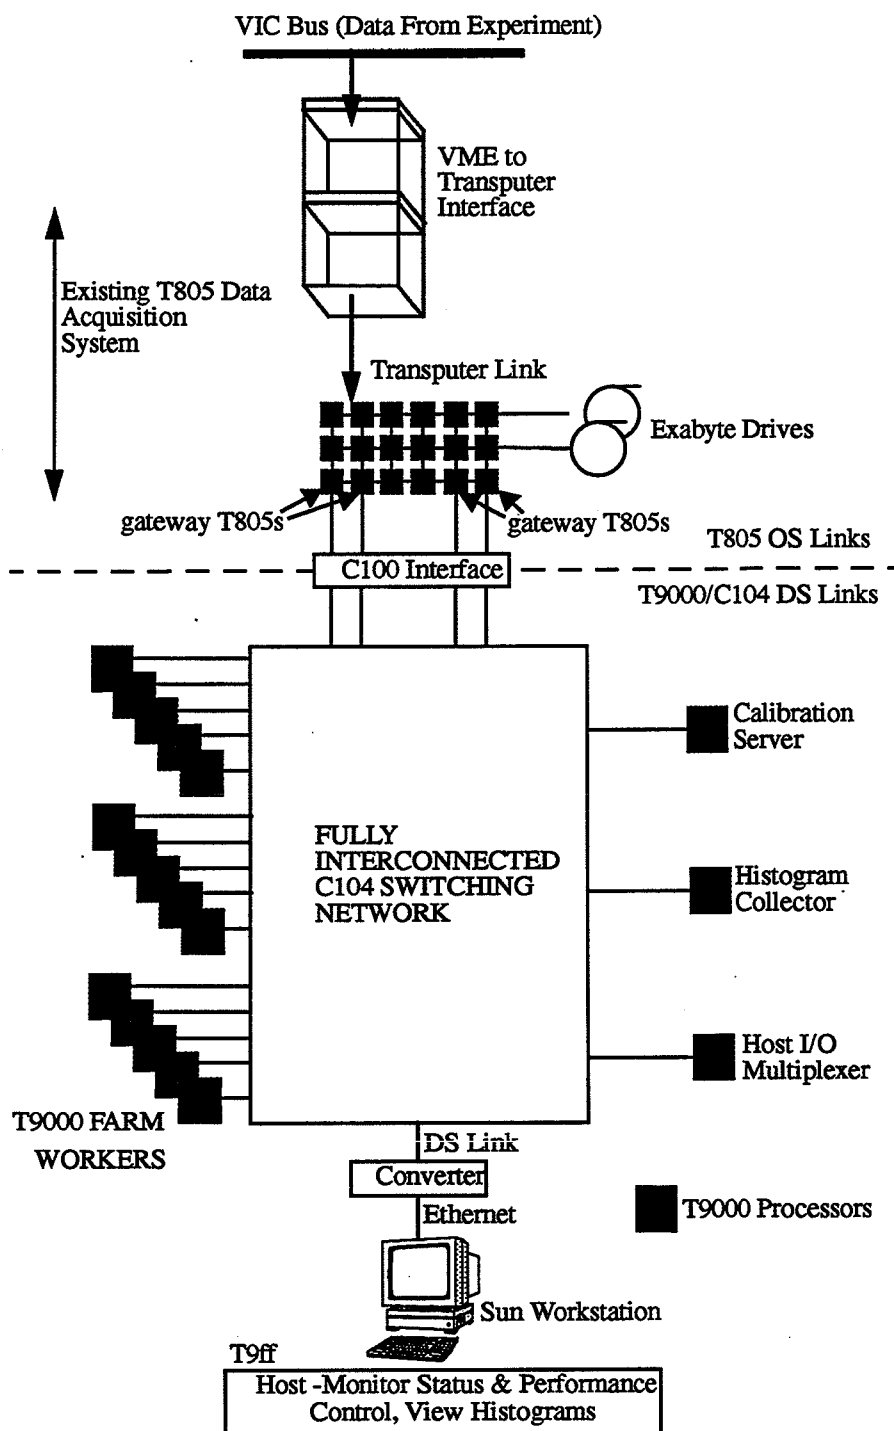 VIC Bus (Data From Experiment)
VME to
Transputer
Interface
Existing T805 Data
Acquisition
System
Transputer Link
Exabyte Drives
gateway T805s
gateway T805s
T805 OS Links
C100 Interface
T9000/C104 DS Links
Calibration
Server
FULLY
INTERCONNECTED
C104 SWITCHING
NETWORK
Histogram
Collector
Host I/O
Multiplexer
T9000 FARM
WORKERS
DS Link
Converter
Ethernet
T9000 Processors
Sun Workstation
T9ff
Host -Monitor Status & Performance
Control, View Histograms